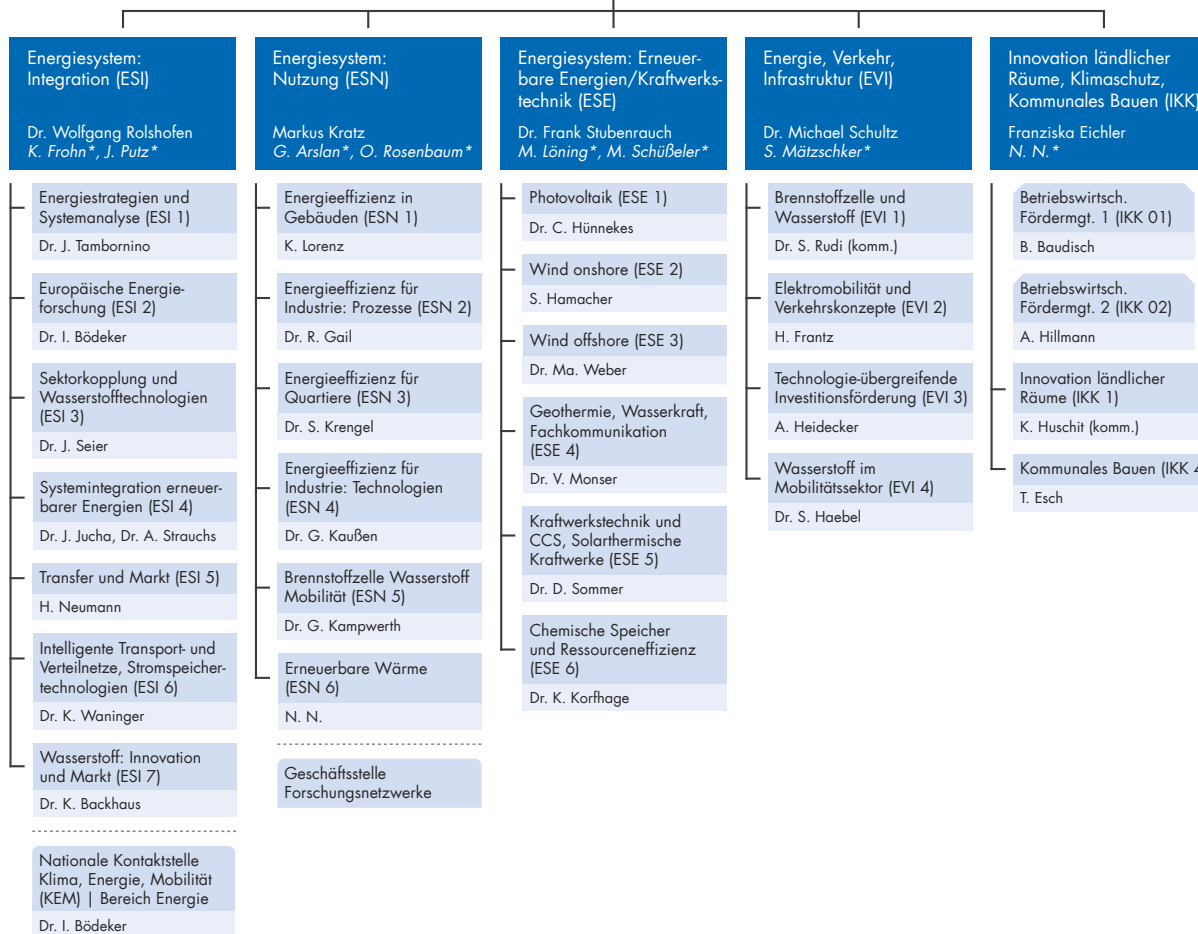 Energiesystem:
Integration (ESI)
Dr. Wolfgang Rolshofen
K. Frohn*, J. Putz*
Energiestrategien und
Systemanalyse (ESI 1)
Dr. J. Tambornino
Europäische Energie-
forschung (ESI 2)
Dr. I. Bödeker
Sektorkopplung und
Wasserstofftechnologien
(ESI 3)
Dr. J. Seier
Systemintegration erneuer-
barer Energien (ESI 4)
Dr. J. Jucha, Dr. A. Strauchs
Transfer und Markt (ESI 5)
H. Neumann
Intelligente Transport- und
Verteilnetze, Stromspeicher-
technologien (ESI 6)
Dr. K. Waninger
Wasserstoff: Innovation
und Markt (ESI 7)
Dr. K. Backhaus
Nationale Kontaktstelle
Klima, Energie, Mobilität
(KEM) | Bereich Energie
Dr. I. Bödeker
Energiesystem:
Nutzung (ESN)
Markus Kratz
G. Arslan*, O. Rosenbaum*
Energieeffizienz in
Gebäuden (ESN 1)
K. Lorenz
Energieeffizienz für
Industrie: Prozesse (ESN 2)
Dr. R. Gail
Energieeffizienz für
Quartiere (ESN 3)
Dr. S. Krengel
Energieeffizienz für
Industrie: Technologien
(ESN 4)
Dr. G. Kaußen
Brennstoffzelle Wasserstoff
Mobilität (ESN 5)
Dr. G. Kampwerth
Erneuerbare Wärme
(ESN 6)
N. N.
Geschäftsstelle
Forschungsnetzwerke
Energiesystem: Erneuer-
bare Energien/Kraftwerks-
technik (ESE)
Dr. Frank Stubenrauch
M. Löning*, M. Schüßeler*
Photovoltaik (ESE 1)
Dr. C. Hünnekes
Wind onshore (ESE 2)
S. Hamacher
Wind offshore (ESE 3)
Dr. Ma. Weber
Geothermie, Wasserkraft,
Fachkommunikation
(ESE 4)
Dr. V. Monser
Kraftwerkstechnik und
CCS, Solarthermische
Kraftwerke (ESE 5)
Dr. D. Sommer
Chemische Speicher
und Ressourceneffizienz
(ESE 6)
Dr. K. Korfhage
Energie, Verkehr,
Infrastruktur (EVI)
Dr. Michael Schultz
S. Mätzschker*
Brennstoffzelle und
Wasserstoff (EVI 1)
Dr. S. Rudi (komm.)
Elektromobilität und
Verkehrskonzepte (EVI 2)
H. Frantz
Technologie-übergreifende
Investitionsförderung (EVI 3)
A. Heidecker
Wasserstoff im
Mobilitätssektor (EVI 4)
Dr. S. Haebel
Innovation ländlicher
Räume, Klimaschutz,
Kommunales Bauen (IKK)
Franziska Eichler
N. N.*
Betriebswirtsch.
Fördermgt. 1 (IKK 01)
B. Baudisch
Betriebswirtsch.
Fördermgt. 2 (IKK 02)
A. Hillmann
Innovation ländlicher
Räume (IKK 1)
K. Huschit (komm.)
Kommunales Bauen (IKK 4
T. Esch